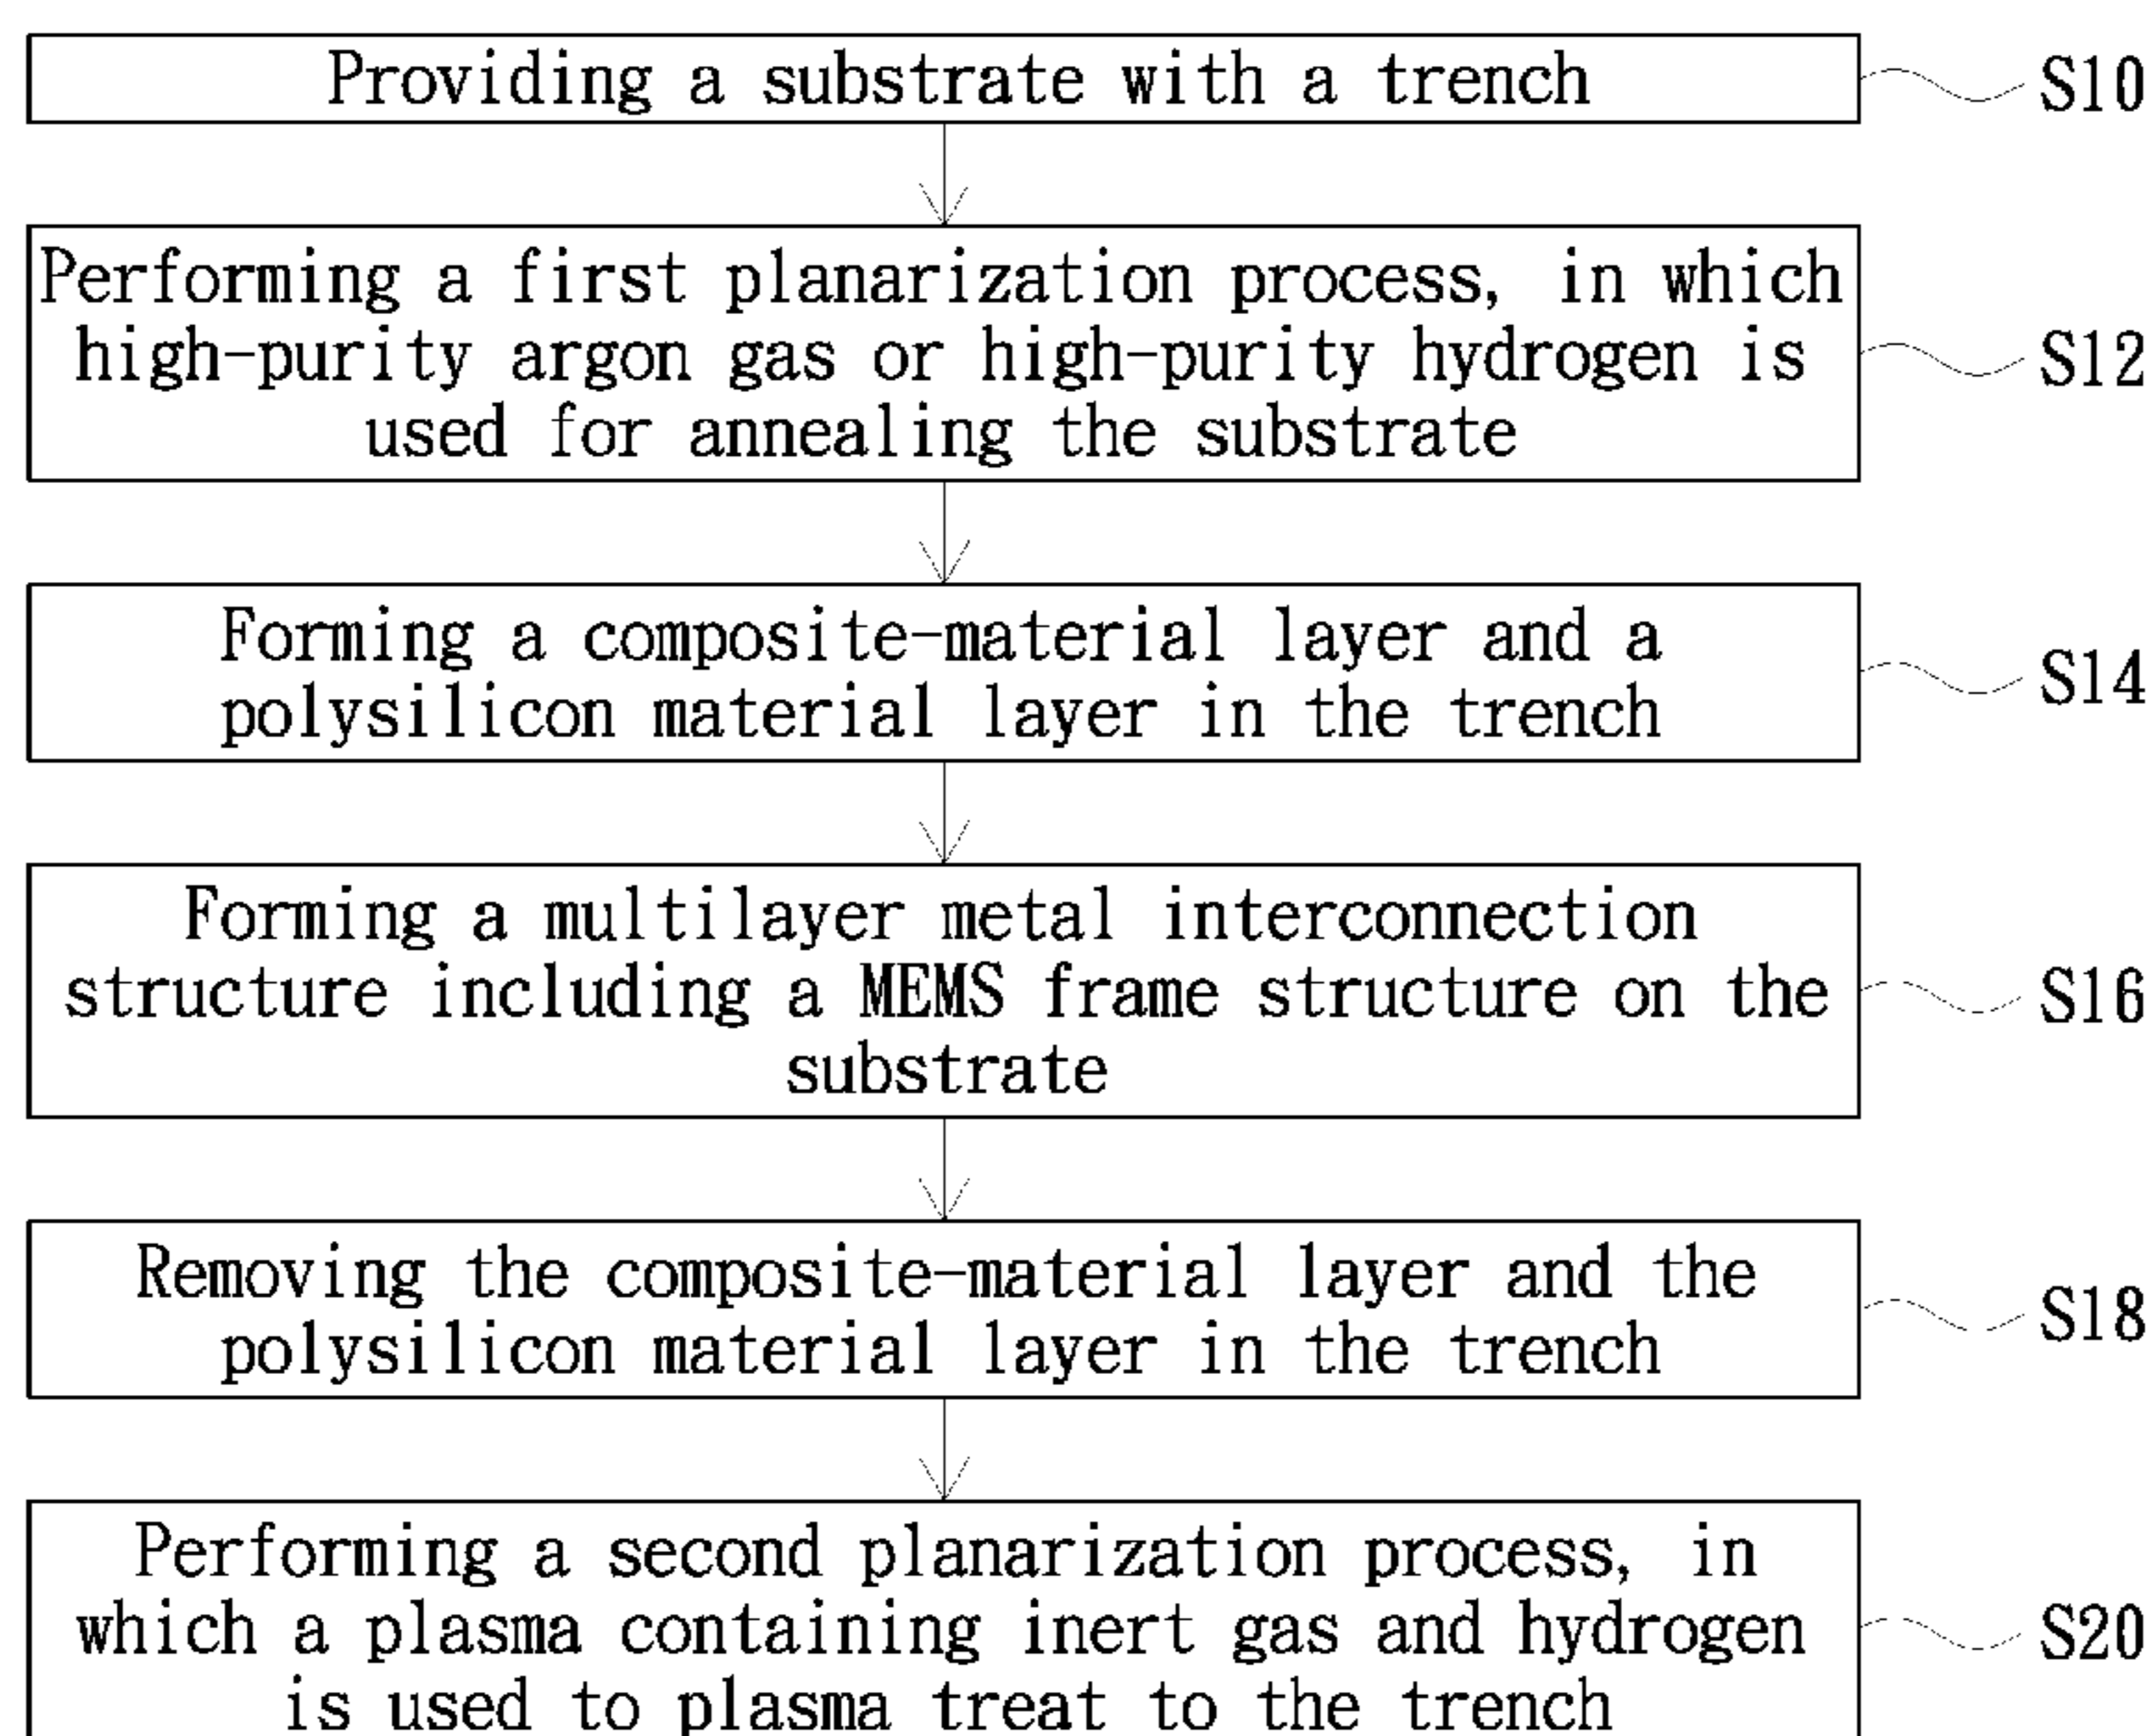 Providing a substrate with a trench
S10
Performing a first planarization process, in which
high-purity argon gas or high-purity hydrogen is
used for annealing the substrate
S12
Forming a composite-material layer and a
polysilicon material layer in the trench
S14
Forming a multilayer metal interconnection
structure including a MEMS frame structure on the
substrate
S16
Removing the composite-material layer and the
polysilicon material layer in the trench
S18
Performing a second planarization process, in
which a plasma containing inert gas and hydrogen
is used to plasma treat to the trench
S20